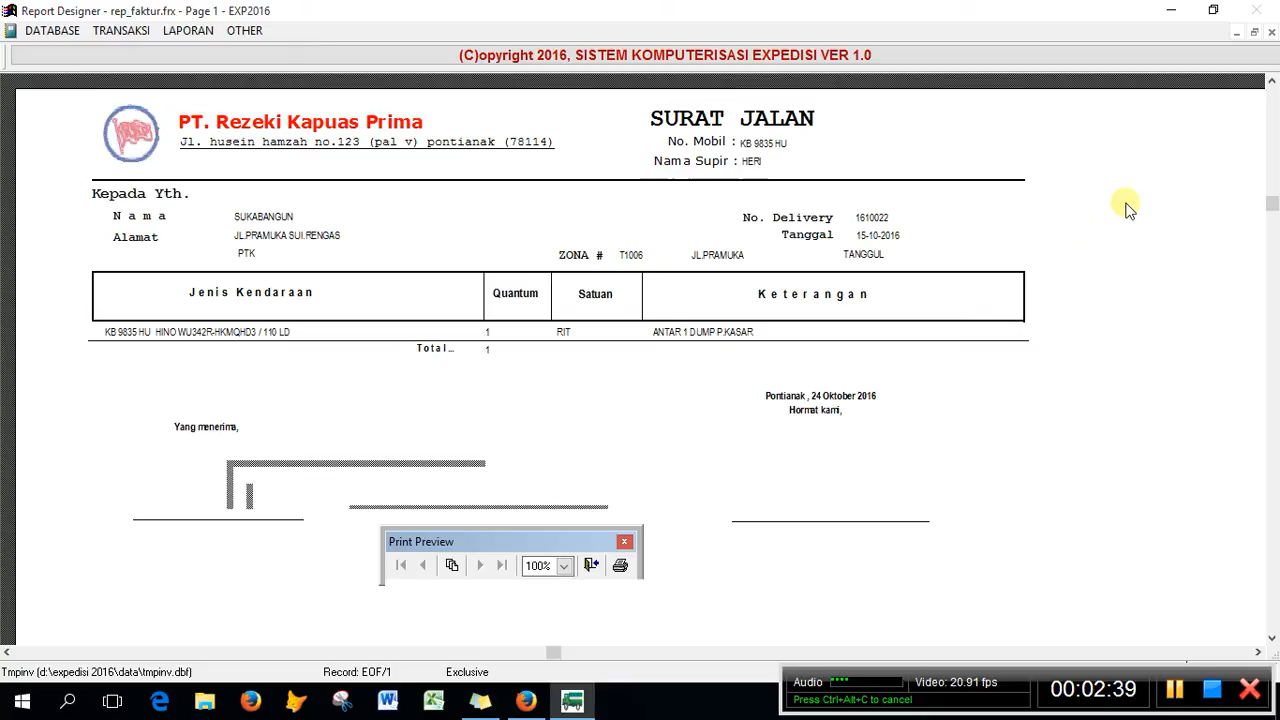 Report Designer - rep_faktur.frx - Page 1 - EXP2016
DATABASE TRANSAKSI LAPORAN OTHER
(C)opyright 2016, SISTEM KOMPUTERISASI EXPEDISI VER 1.0
PT. Rezeki Kapuas Prima
Jl. husein hamzah no.123 (pal v) pontianak (78114)
SURAT JALAN
No. Mobil : KB 9835 HU
Nama Supir : HERI
Kepada Yth.
N a m a SUKABANGUN
Alamat JL.PRAMUKA SUI.RENGAS
PTK
No. Delivery 1610022
Tanggal 15-10-2016
ZONA # T1006 JL.PRAMUKA TANGGUL
Jenis Kendaraan Quantum Satuan K e t e r a n g a n
KB 9835 HU HINO WU342R-HKMQHD3 / 110 LD 1 RIT ANTAR 1 DUMP P.KASAR
Total... 1
Pontianak , 24 Oktober 2016
Hormat kami,
Yang menerima,
Print Preview
100%
Tmpinv (d:\expedisi 2016\data\tmpinv.dbf) Record: EOF/1 Exclusive
Audio Video: 20.91 fps
Press Ctrl+Alt+C to cancel
00:02:39